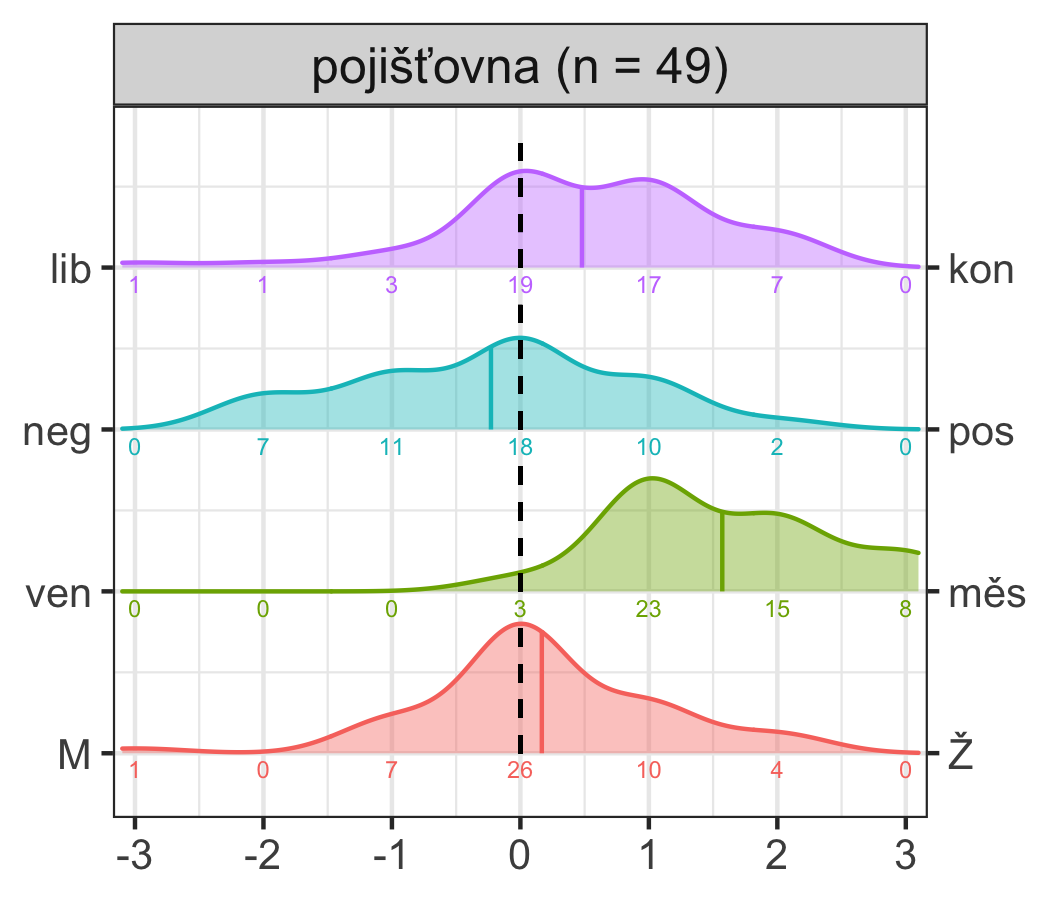 pojišťovna (n = 49)
lib kon
1 1 3 19 17 7 0
neg pos
0 7 11 18 10 2 0
ven měs
0 0 0 3 23 15 8
M Ž
1 0 7 26 10 4 0
-3 -2 -1 0 1 2 3